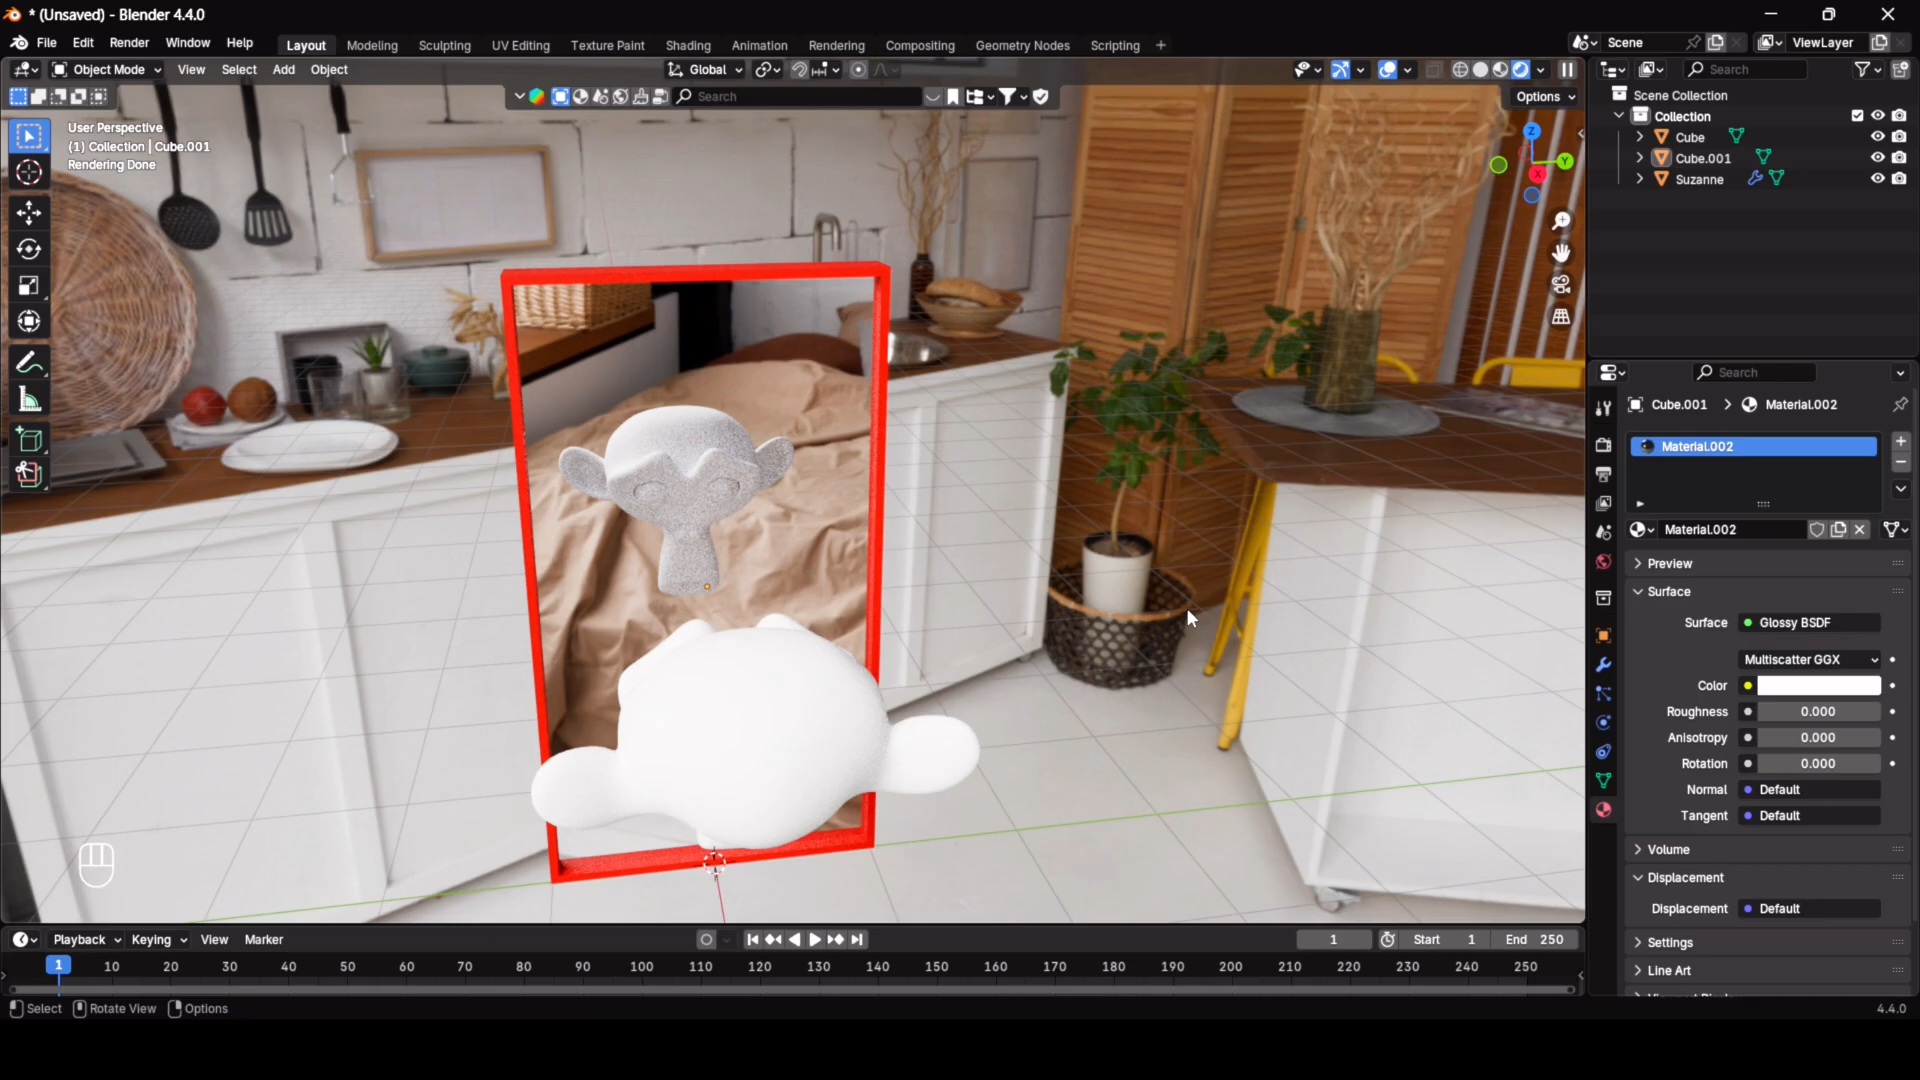 * (Unsaved) - Blender 4.4.0
File Edit Render Window Help Layout Modeling Sculpting UV Editing Texture Paint Shading Animation Rendering Compositing Geometry Nodes Scripting + Scene ViewLayer
Object Mode View Select Add Object Global Search
Search Options
Scene Collection
User Perspective
Collection
(1) Collection | Cube.001
Cube
Rendering Done
Cube.001
Suzanne
Z
Y
X
Search
Cube.001 > Material.002
Material.002
Material.002
Preview
Surface
Surface Glossy BSDF
Multiscatter GGX
Color
Roughness 0.000
Anisotropy 0.000
Rotation 0.000
Normal Default
Tangent Default
Volume
Displacement
Displacement Default
Settings
Line Art
Playback Keying View Marker 1 Start 1 End 250
1 10 20 30 40 50 60 70 80 90 100 110 120 130 140 150 160 170 180 190 200 210 220 230 240 250
Select Rotate View Options 4.4.0